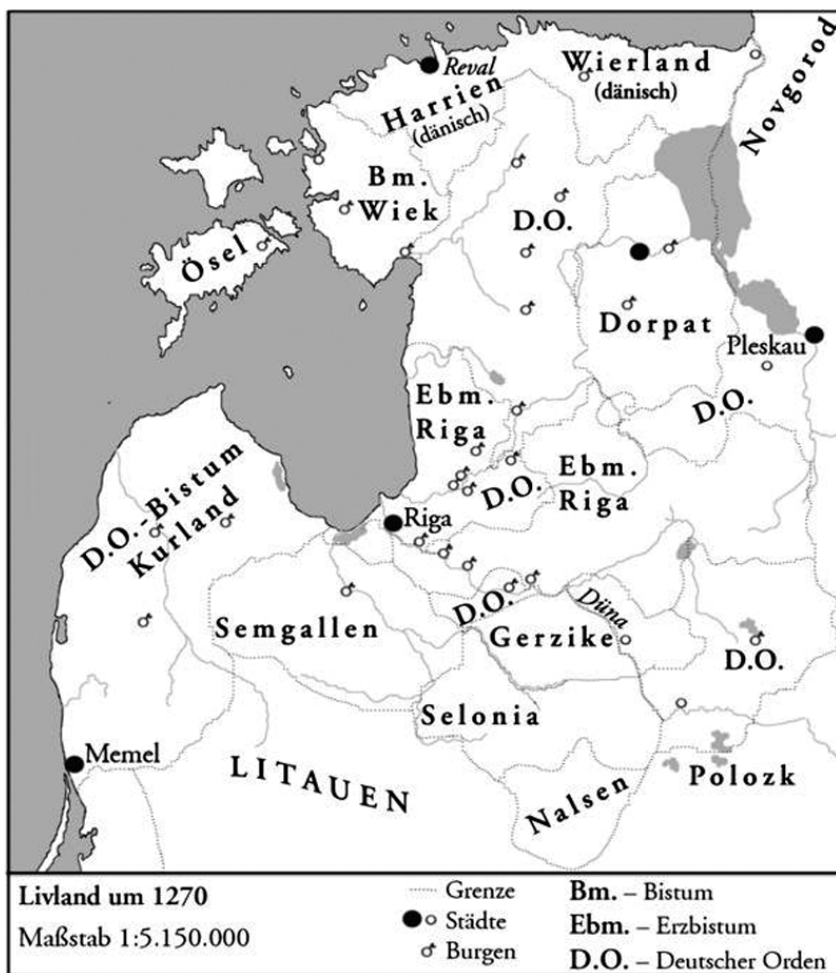 Reval
Wierland
(dänisch)
Harrien
(dänisch)
Novgorod
Bm.
Wiek
D.O.
Ösel
Dorpat
Pleskau
D.O.
Ebm.
Riga
Ebm.
Riga
D.O.
D.O.-Bistum
Kurland
Riga
D.O.
Düna
Semgallen
Gerzike
D.O.
Selonia
Memel
LITAUEN
Nalsen
Polozk
Livland um 1270
Maßstab 1:5.150.000
Grenze
Städte
Burgen
Bm. – Bistum
Ebm. – Erzbistum
D.O. – Deutscher Orden